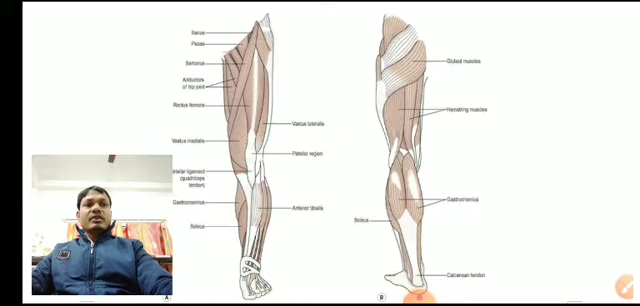 Iliacus
Psoas
Sartorius
Adductors
of hip joint
Rectus femoris
Vastus medialis
Patellar ligament
(quadriceps
tendon)
Gastrocnemius
Soleus
Vastus lateralis
Patellar region
Anterior tibialis
A
Gluteal muscles
Hamstring muscles
Gastrocnemius
Soleus
Calcanean tendon
B